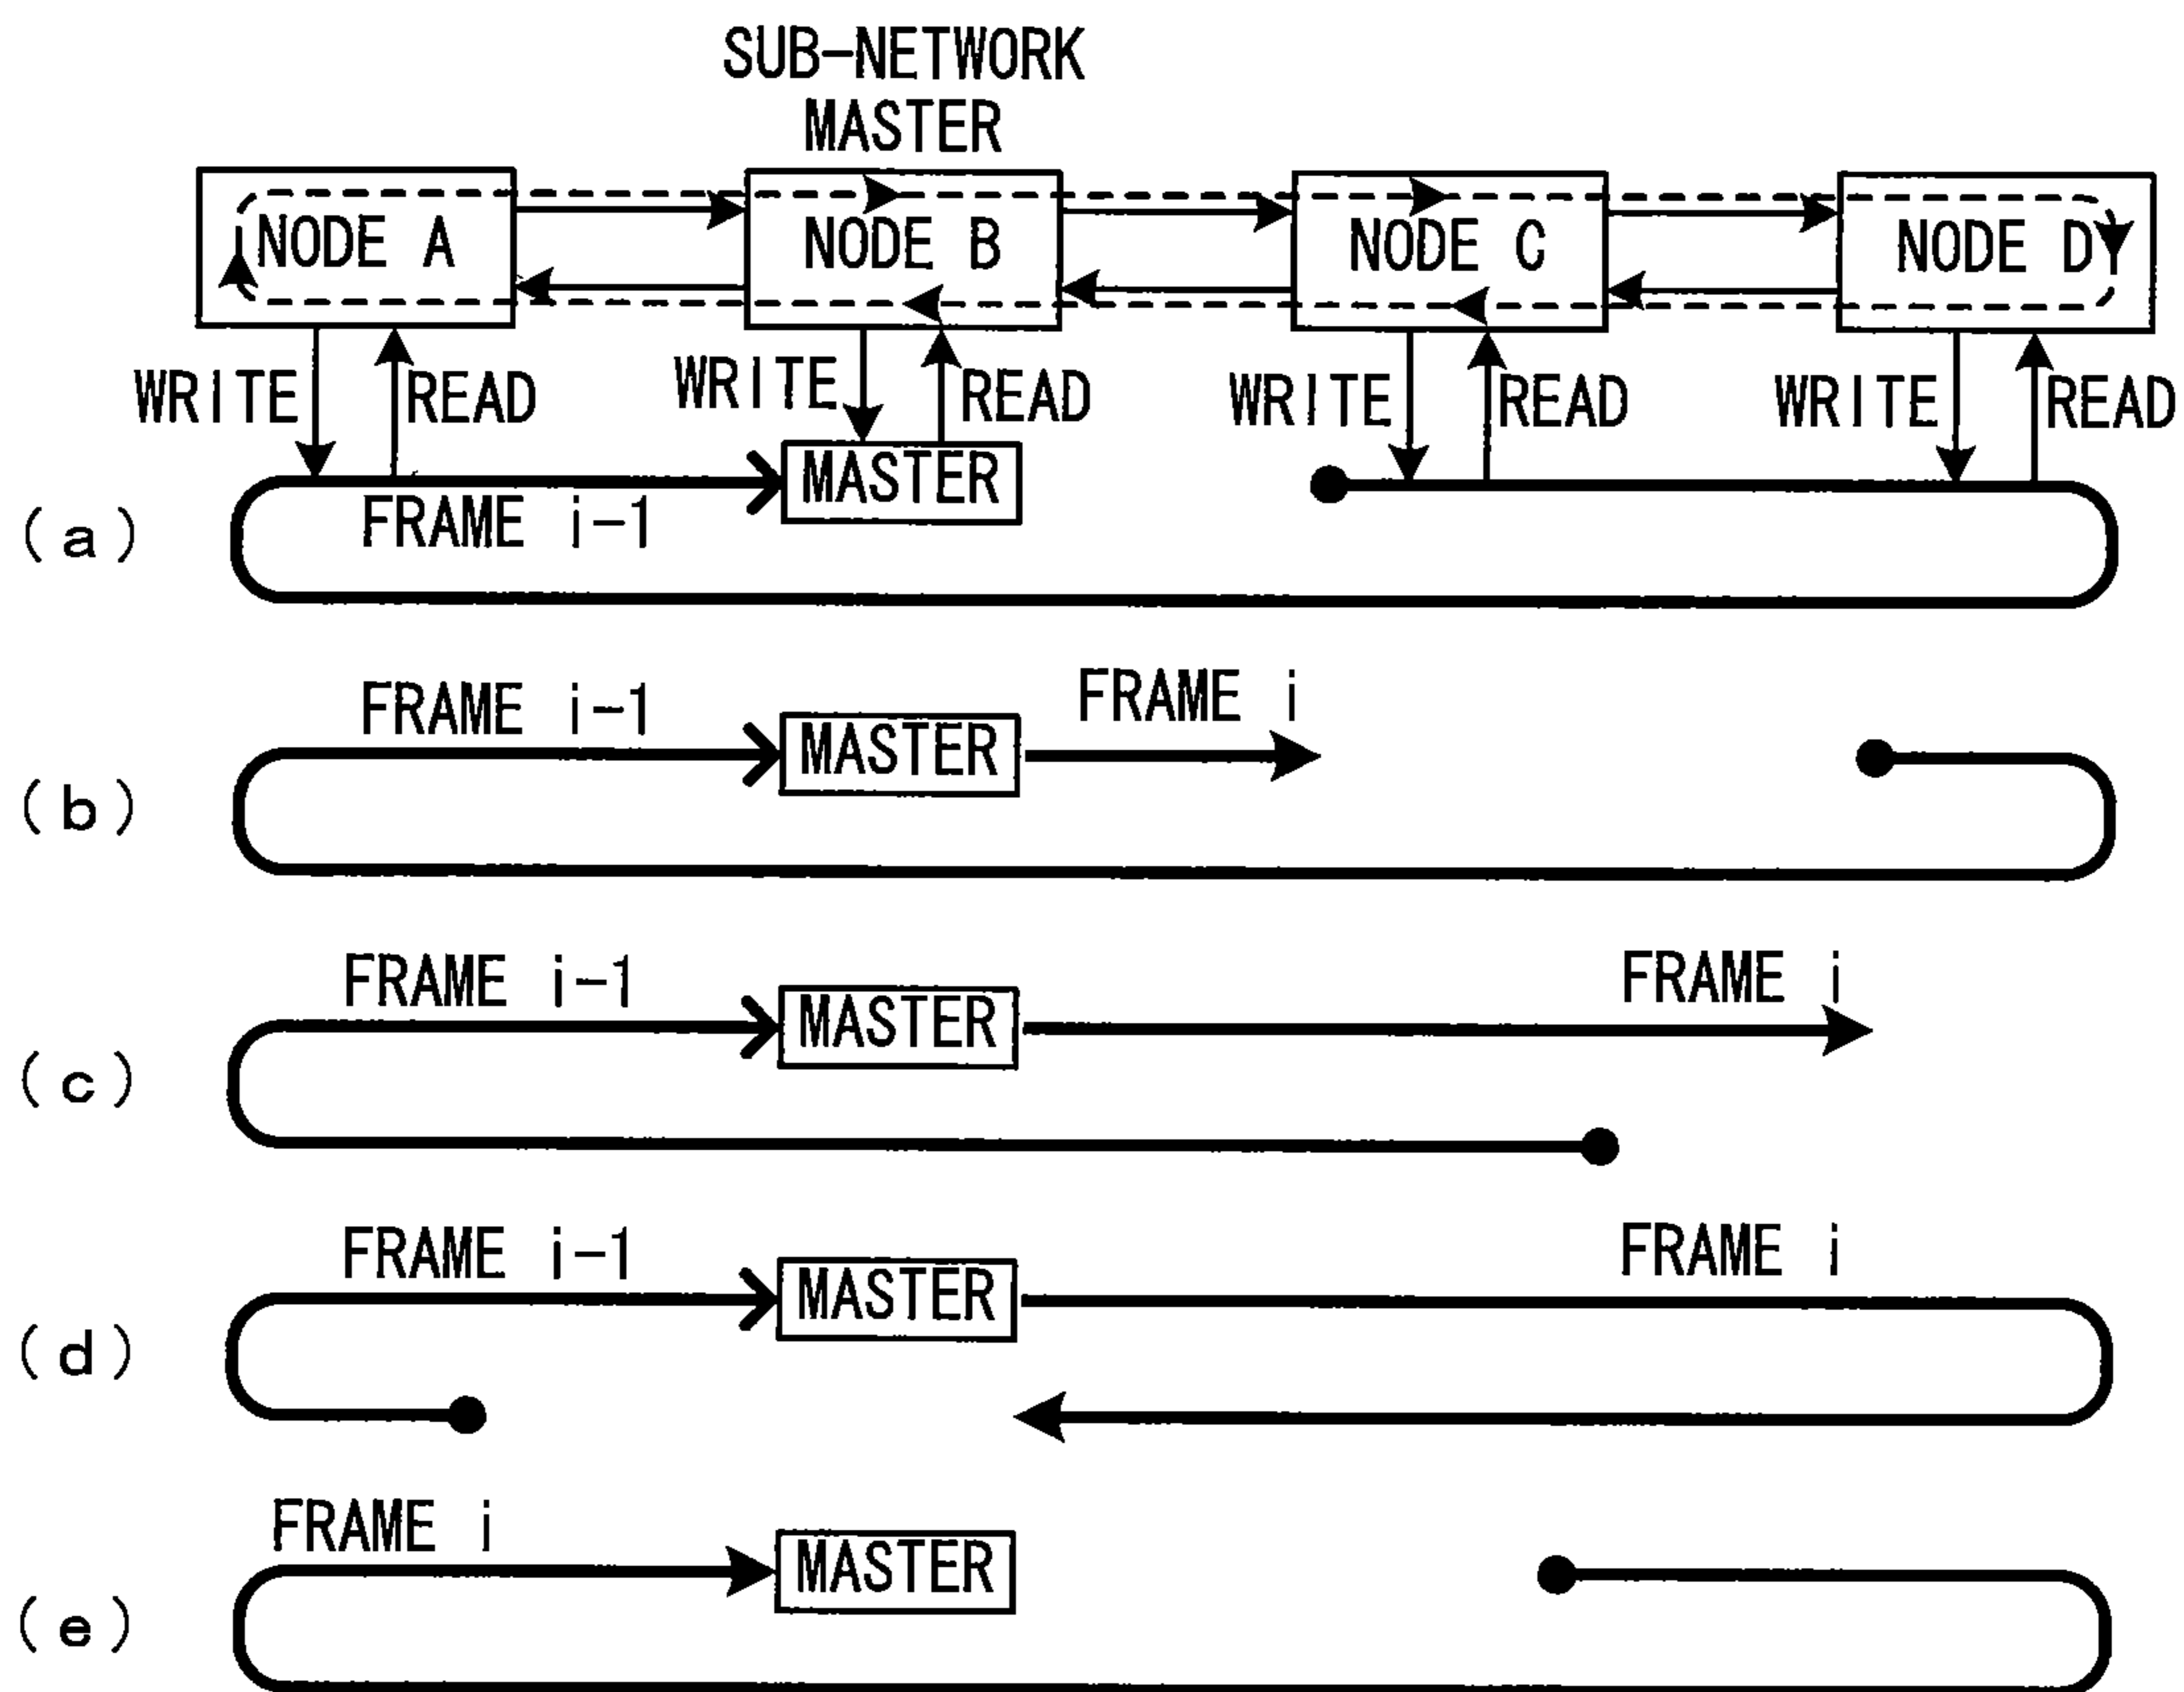 SUB-NETWORK
MASTER
NODE A NODE B NODE C NODE D
WRITE READ WRITE READ WRITE READ WRITE READ
MASTER
(a) FRAME i-1
FRAME i-1 FRAME i
MASTER
(b)
FRAME i-1 FRAME i
MASTER
(c)
FRAME i-1 FRAME i
MASTER
(d)
FRAME i
MASTER
(e)